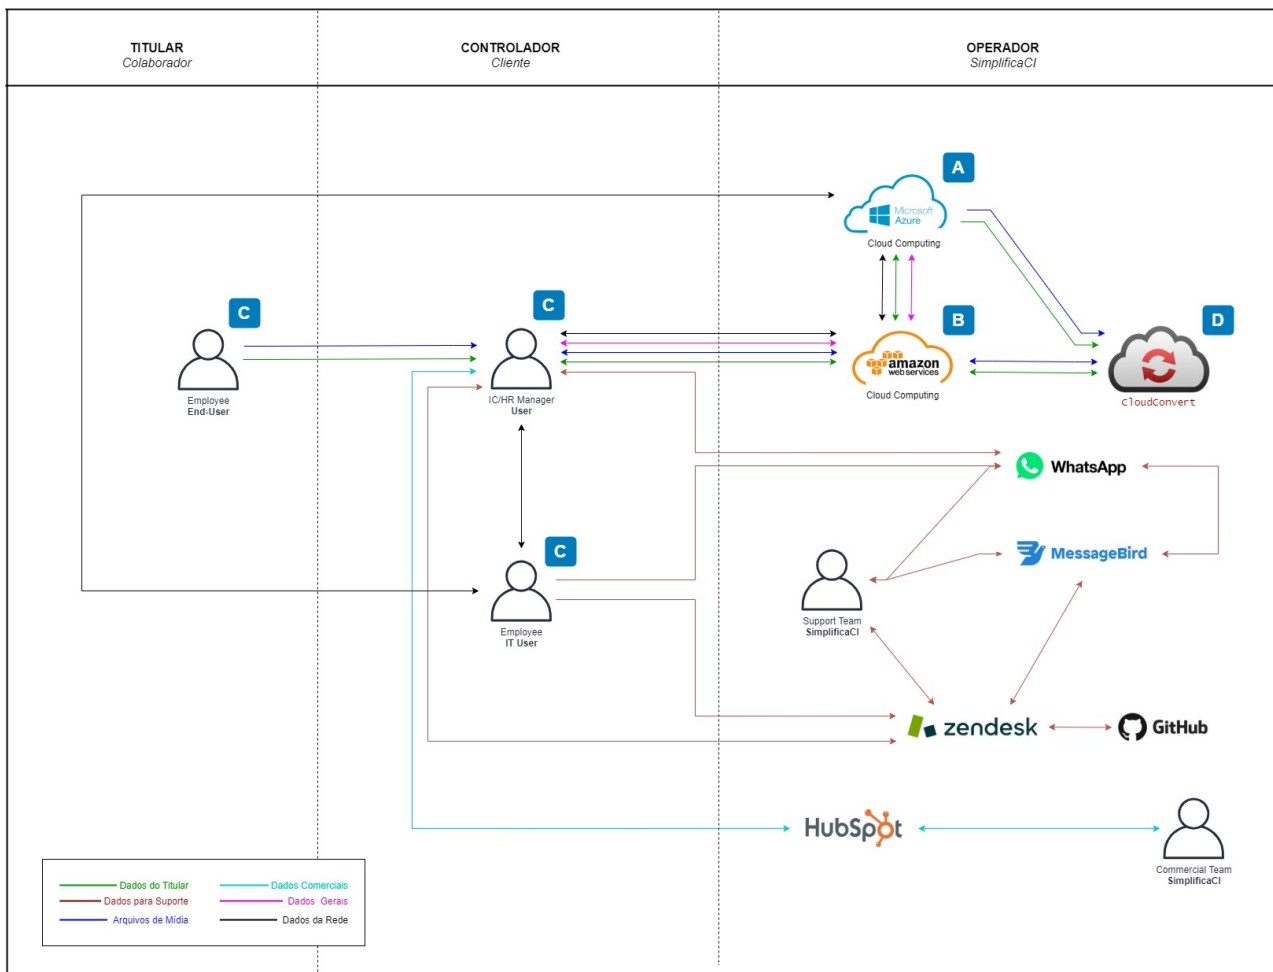 TITULAR
Colaborador
CONTROLADOR
Cliente
OPERADOR
SimplificaCI
A
Microsoft
Azure
Cloud Computing
C
Employee
End-User
C
IC/HR Manager
User
B
amazon
webservices
Cloud Computing
D
CloudConvert
WhatsApp
MessageBird
C
Employee
IT User
Support Team
SimplificaCI
zendesk
GitHub
HubSpot
Commercial Team
SimplificaCI
Dados do Titular
Dados Comerciais
Dados para Suporte
Dados Gerais
Arquivos de Mídia
Dados da Rede